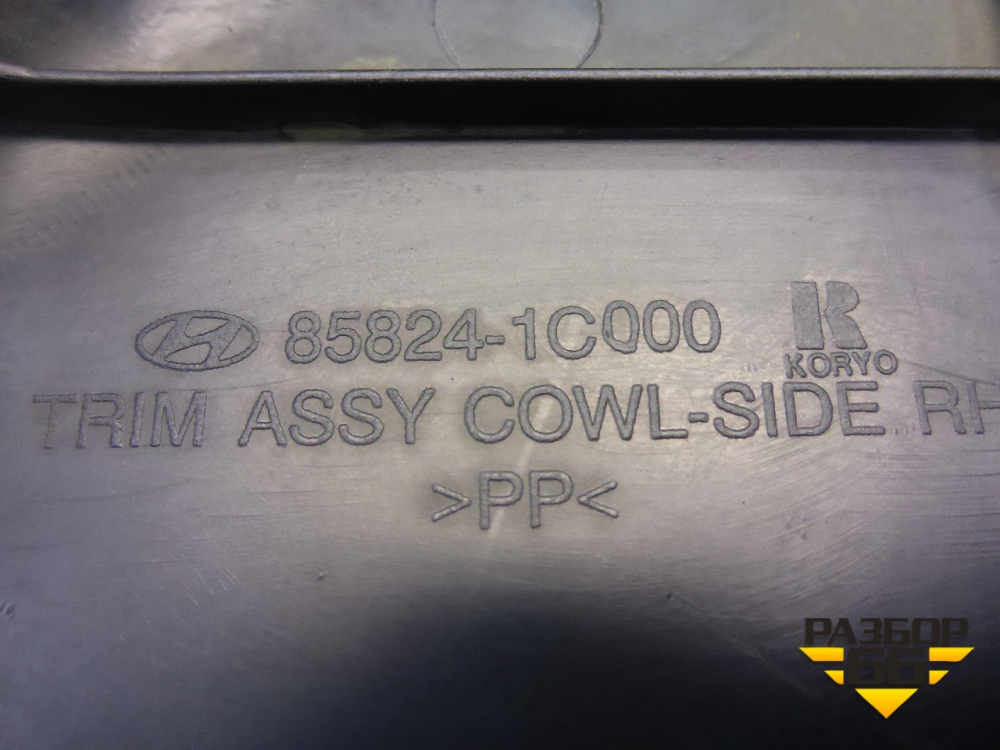 85824-1C000
KORYO
TRIM ASSY COWL-SIDE RH
>PP<
РАЗБОР
66